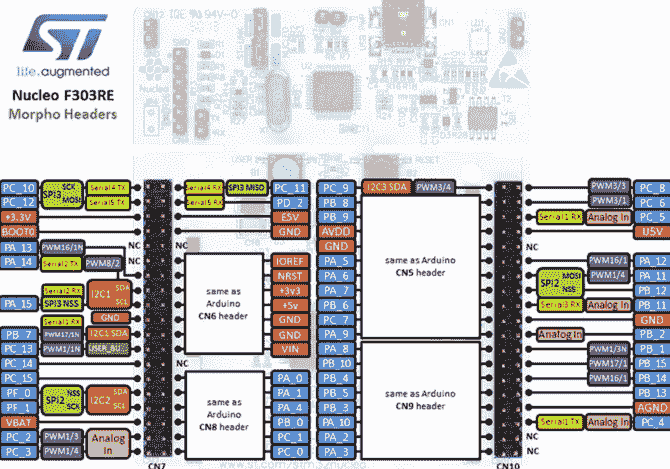 ST
life.augmented
Nucleo F303RE
Morpho Headers
PC_10 SPI3 SCK Serial4 TX Serial4 RX SPI3 MISO PC_11 PC_9 I2C3 SDA PWM3/4 PWM3/3 PC_8
PC_12 MOSI Serial5 TX Serial5 RX PD_2 PB_8 PWM3/1 PC_6
+3.3V E5V PB_9 Serial1 RX Analog In PC_5
BOOT0 GND AVDD U5V
NC NC GND NC
PA_13 PWM16/1N IOREF PA_5 PWM16/1 PA_12
PA_14 Serial2 TX PWM8/2 NRST PA_6 SPI2 MOSI PWM1/4 PA_11
+3v3 PA_7 NSS PB_12
PA_15 Serial2 RX SPI3 NSS I2C1 SCL +5v PB_6 Serial3 RX Analog In PB_11
GND GND PC_7 GND
PB_7 Serial1 RX PWM17/1N I2C1 SDA GND PA_9 Analog In PB_2
PC_13 PWM1/1N VIN PA_8 PWM1/3N PB_1
PC_14 NC PB_10 PWM17/1 PB_15
PC_15 PA_0 PB_4 PB_14
PF_0 SPI2 NSS I2C2 SDA PA_1 PB_5 PB_13
PF_1 SCK SCL PA_4 PB_3 AGND
VBAT PB_0 PA_10 Serial1 TX Analog In PC_4
PC_2 PWM1/3 Analog In PC_1 PA_2 NC
PC_3 PWM1/4 PC_0 PA_3 NC
same as Arduino CN6 header
same as Arduino CN8 header
same as Arduino CN5 header
same as Arduino CN9 header
CN7 www.st.com/stm32nucleo CN10